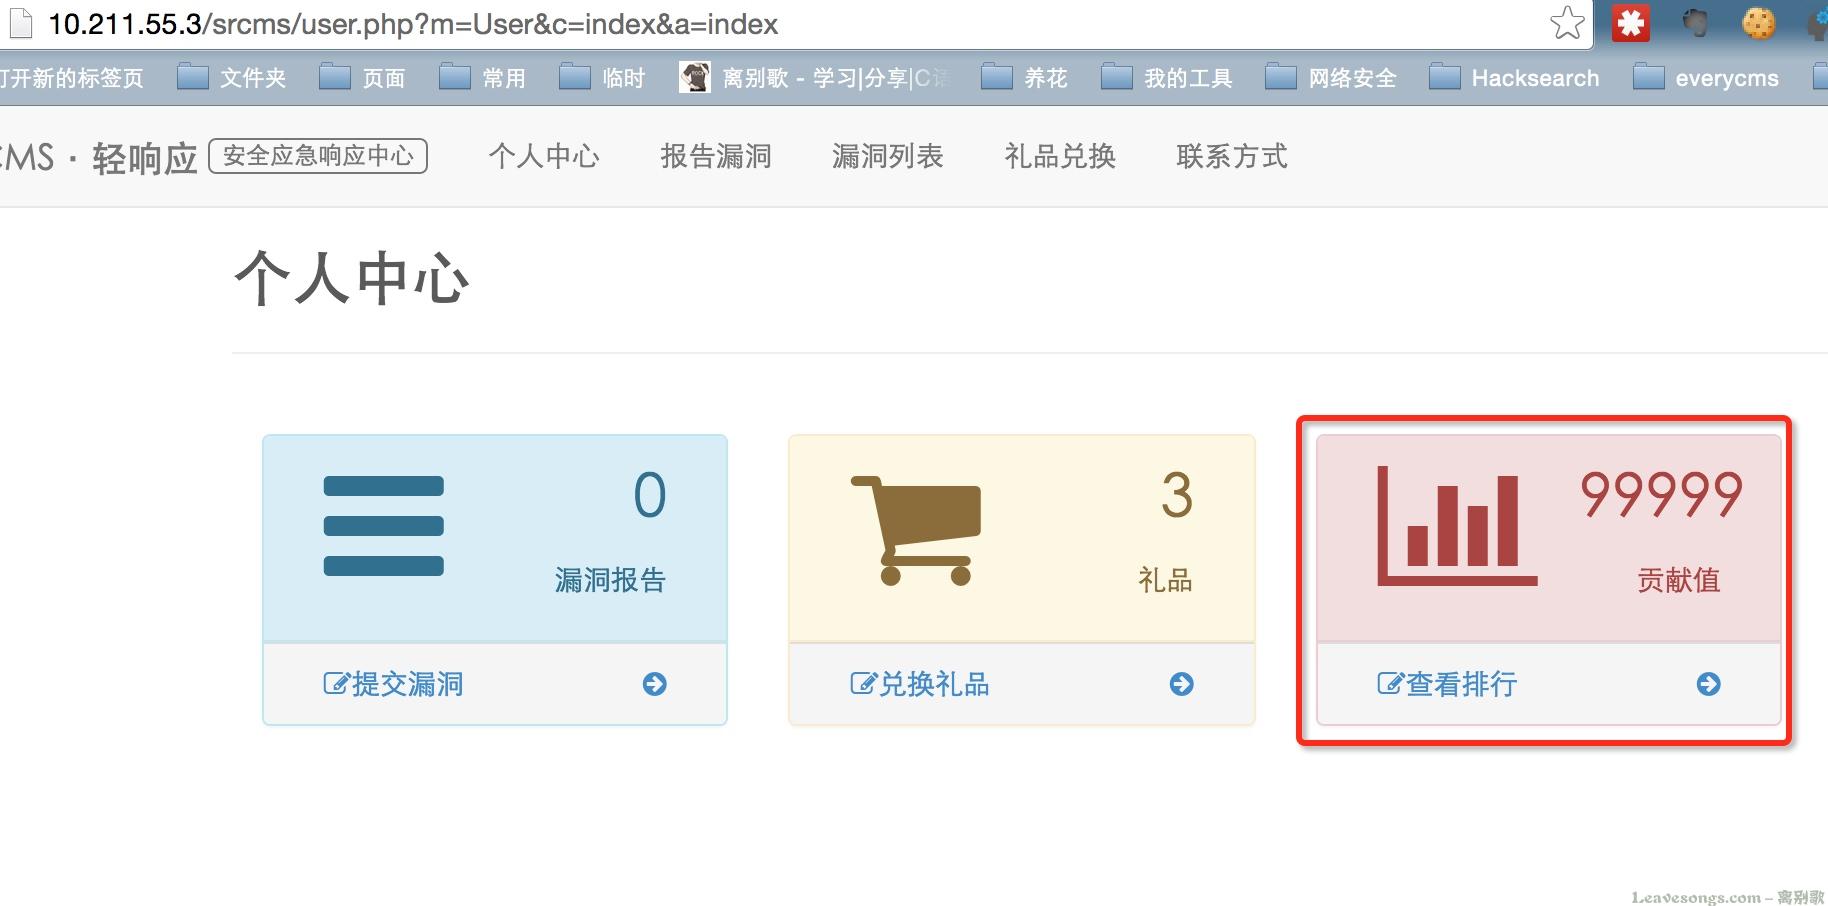 10.211.55.3/srcms/user.php?m=User&c=index&a=index
打开新的标签页 文件夹 页面 常用 临时 离别歌 - 学习|分享|C语 养花 我的工具 网络安全 Hacksearch everycms
CMS · 轻响应 安全应急响应中心 个人中心 报告漏洞 漏洞列表 礼品兑换 联系方式
个人中心
0
漏洞报告
提交漏洞
3
礼品
兑换礼品
99999
贡献值
查看排行
Leavesongs.com - 离别歌